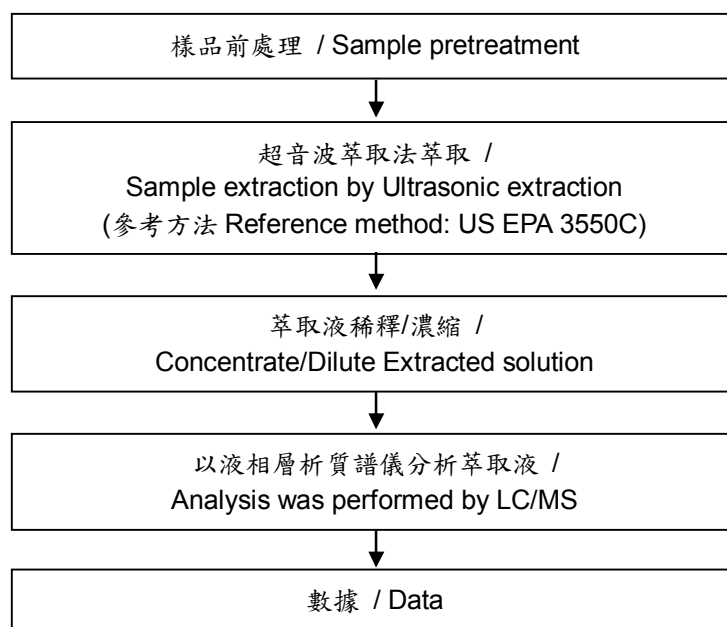 樣品前處理 / Sample pretreatment
超音波萃取法萃取 /
Sample extraction by Ultrasonic extraction
(參考方法 Reference method: US EPA 3550C)
萃取液稀釋/濃縮 /
Concentrate/Dilute Extracted solution
以液相層析質譜儀分析萃取液 /
Analysis was performed by LC/MS
數據 / Data